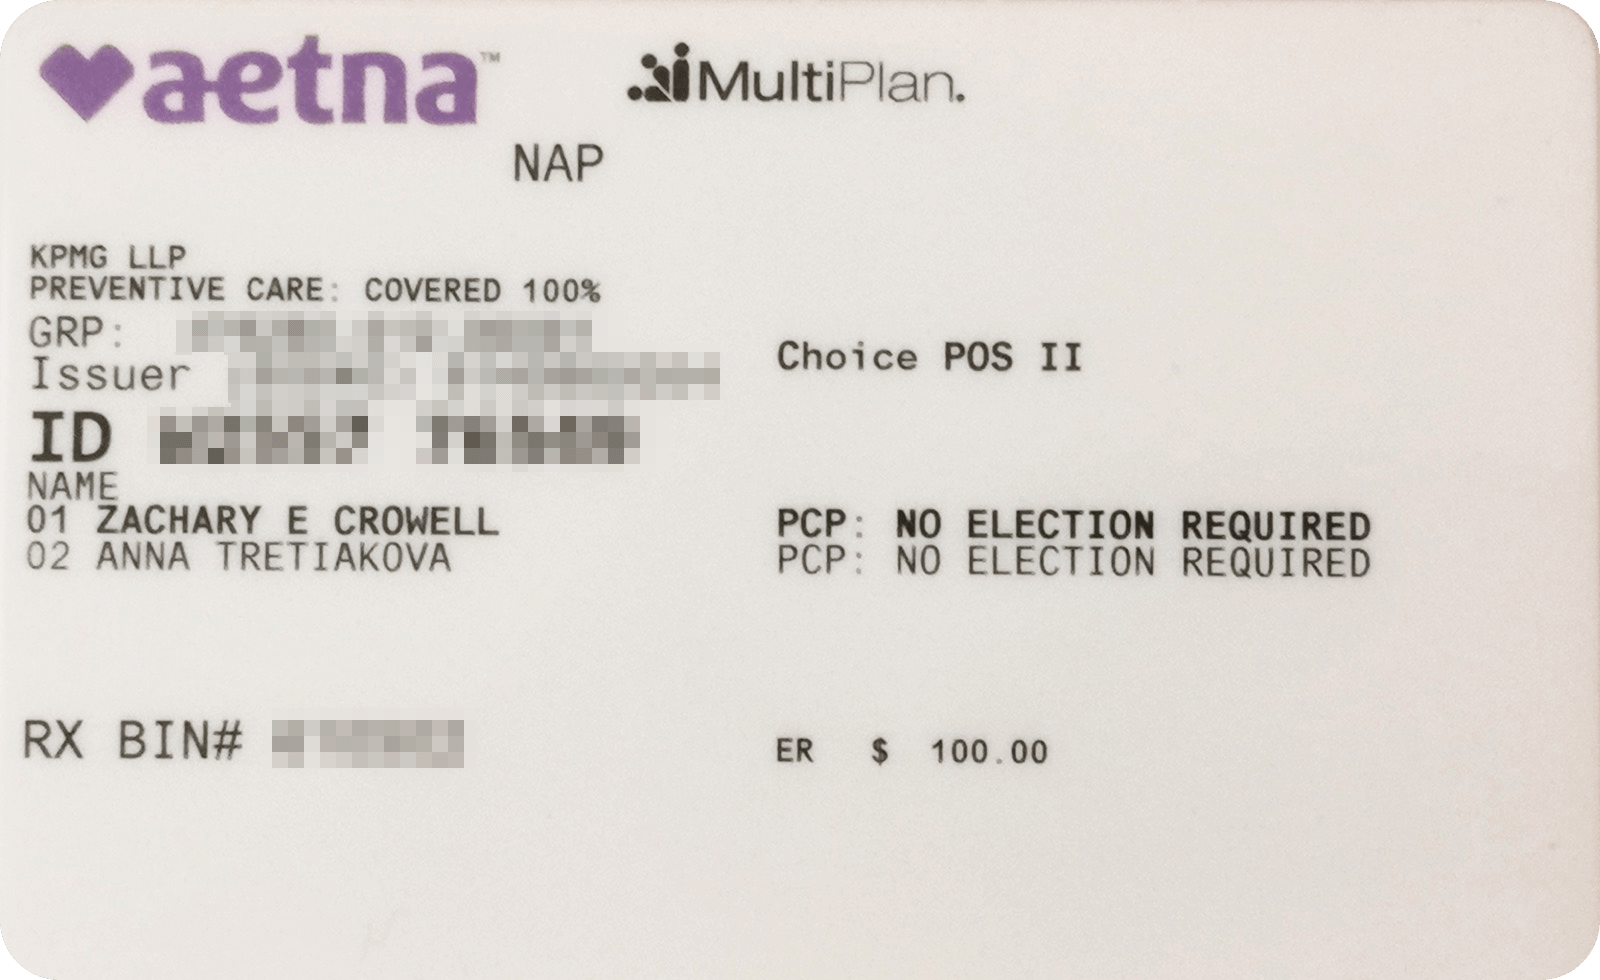 aetna™
MultiPlan.
NAP
KPMG LLP
PREVENTIVE CARE: COVERED 100%
GRP:
Issuer
Choice POS II
ID
NAME
01 ZACHARY E CROWELL PCP: NO ELECTION REQUIRED
02 ANNA TRETIAKOVA PCP: NO ELECTION REQUIRED
RX BIN#
ER $ 100.00